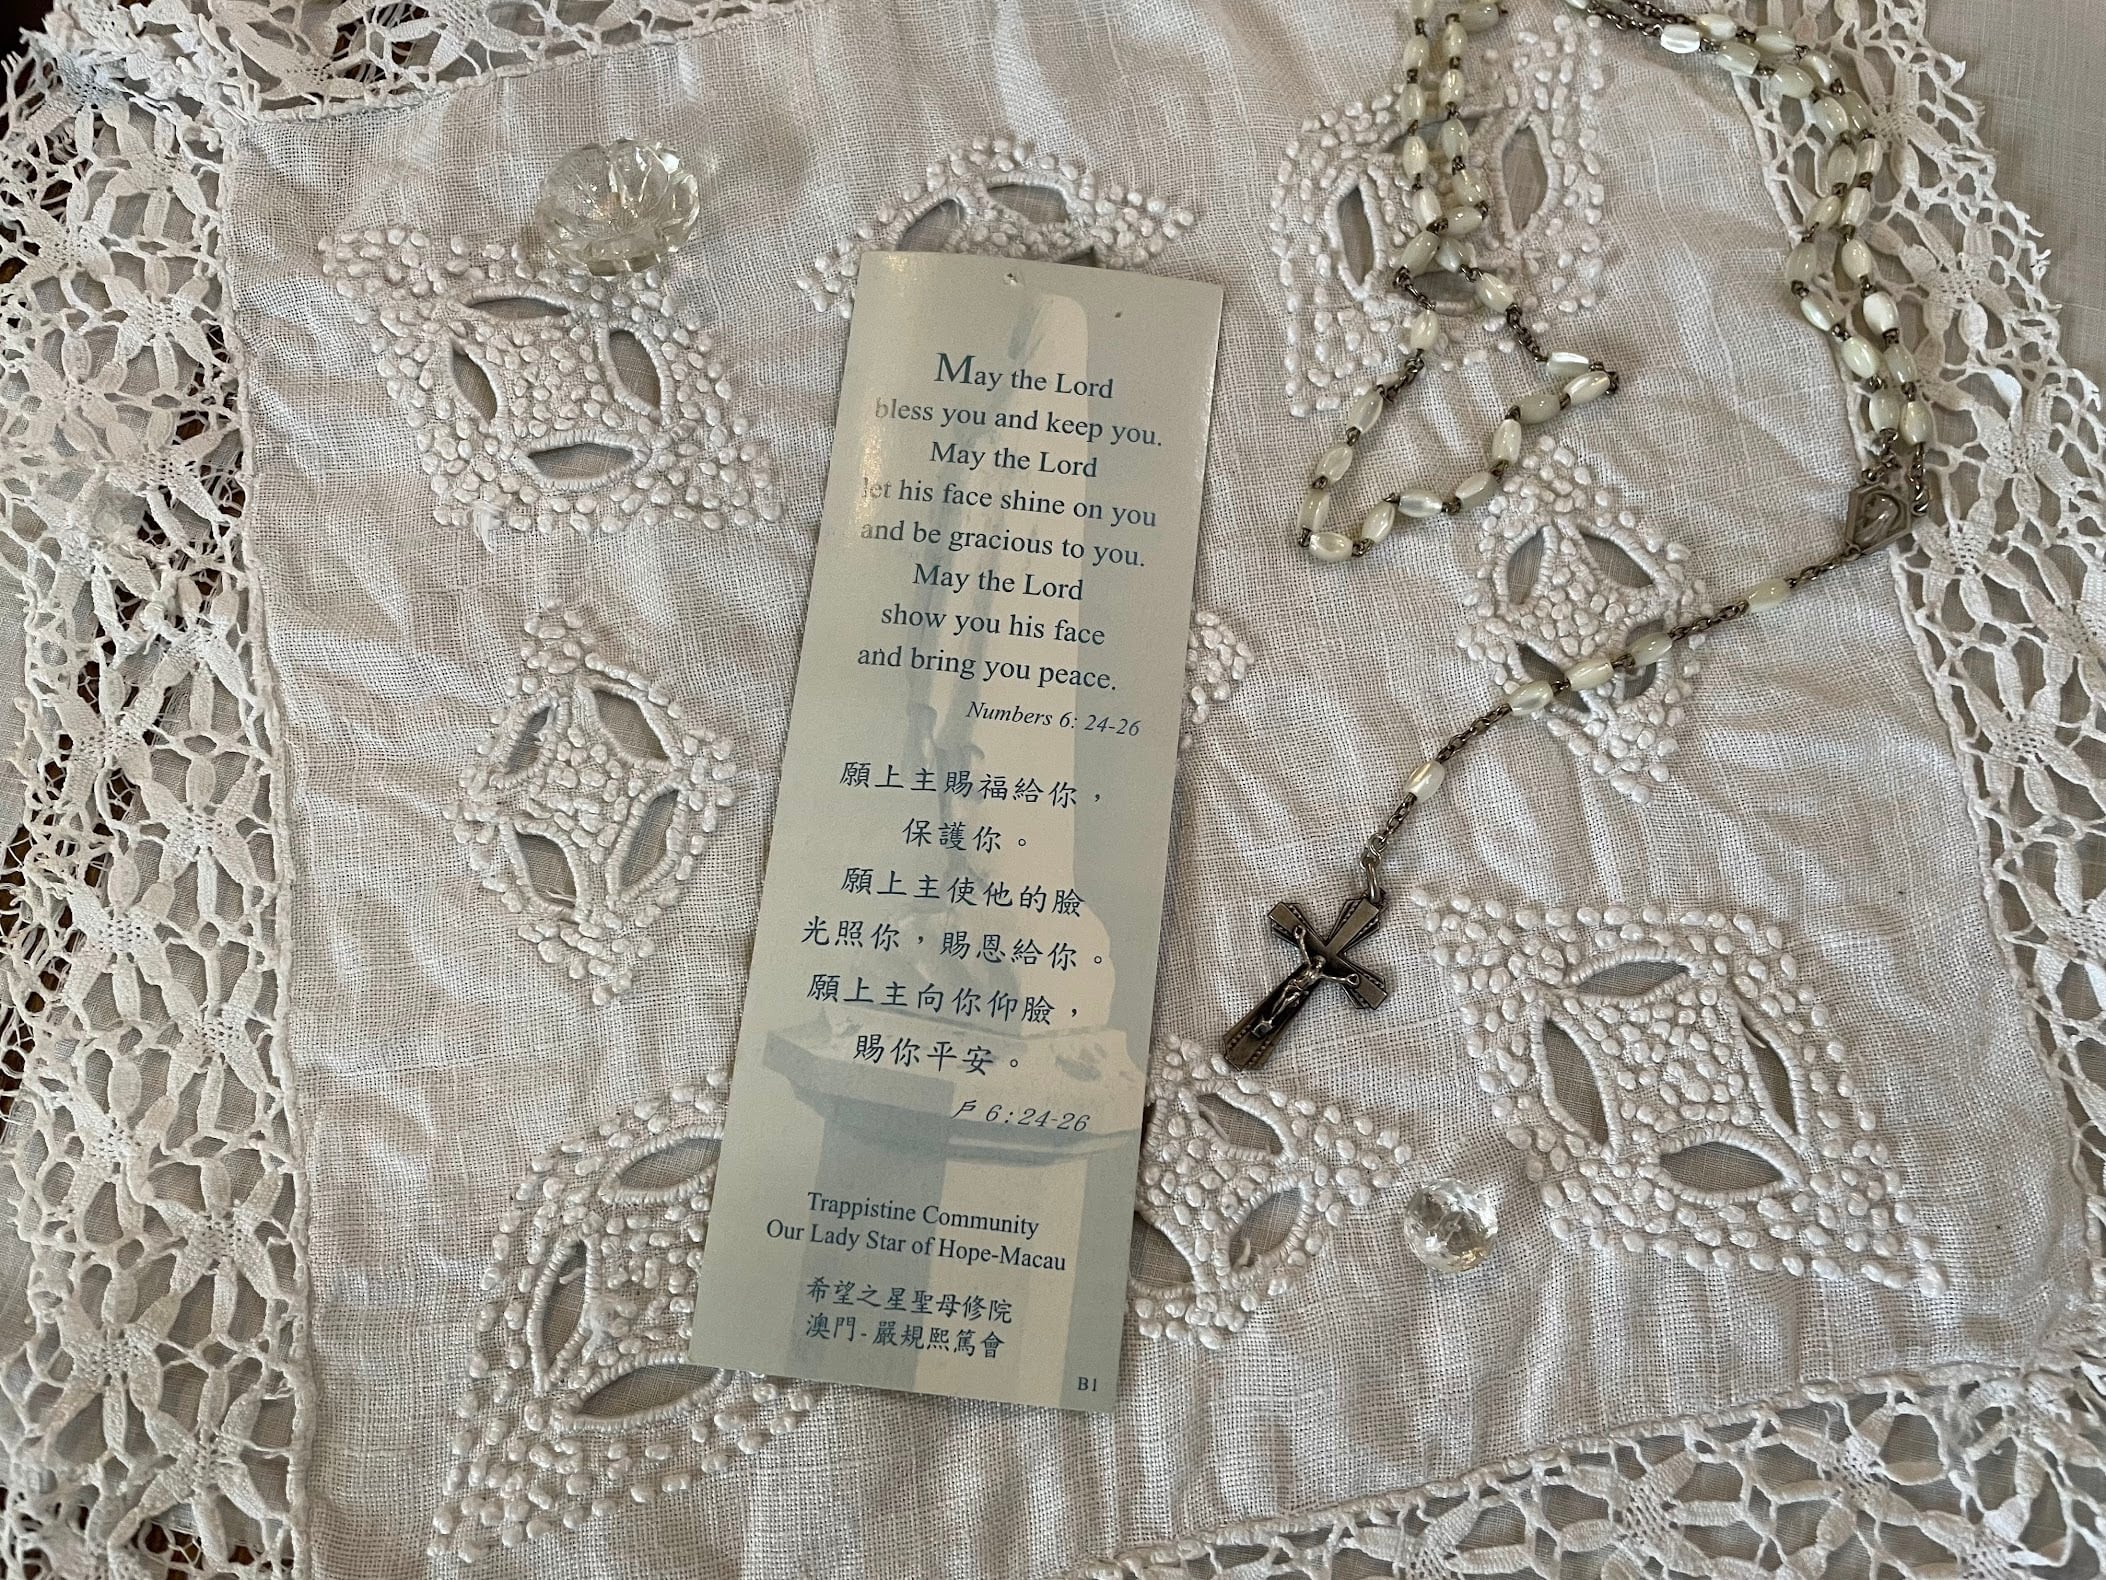 May the Lord
bless you and keep you.
May the Lord
let his face shine on you
and be gracious to you.
May the Lord
show you his face
and bring you peace.
Numbers 6: 24-26
願上主賜福給你，
保護你。
願上主使他的臉
光照你，賜恩給你。
願上主向你仰臉，
賜你平安。
戶 6:24-26
Trappistine Community
Our Lady Star of Hope-Macau
希望之星聖母修院
澳門-嚴規熙篤會
B1